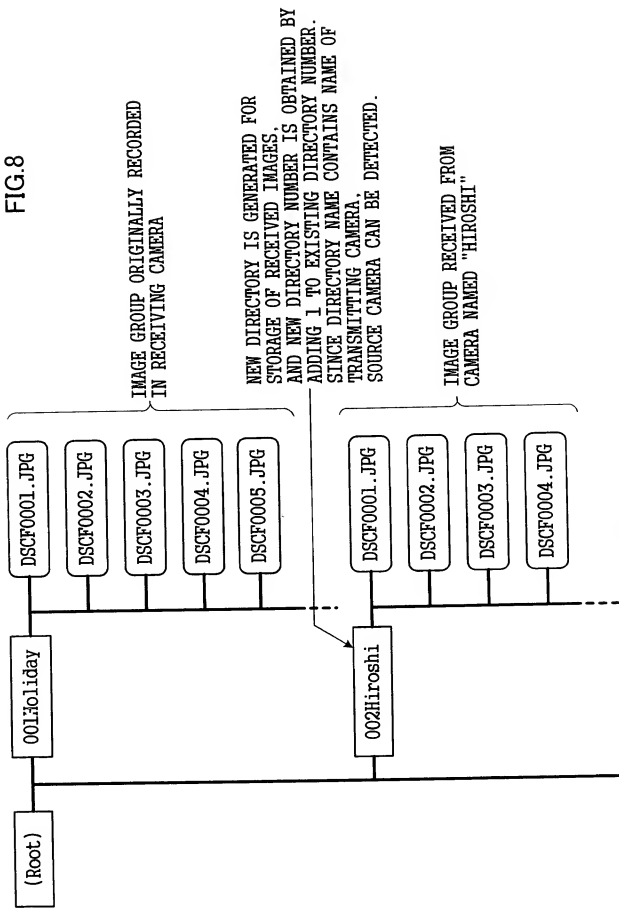 FIG.8
(Root)
001Holiday
DSCF0001.JPG
DSCF0002.JPG
DSCF0003.JPG
DSCF0004.JPG
DSCF0005.JPG
IMAGE GROUP ORIGINALLY RECORDED
IN RECEIVING CAMERA
NEW DIRECTORY IS GENERATED FOR
STORAGE OF RECEIVED IMAGES,
AND NEW DIRECTORY NUMBER IS OBTAINED BY
ADDING 1 TO EXISTING DIRECTORY NUMBER.
SINCE DIRECTORY NAME CONTAINS NAME OF
TRANSMITTING CAMERA,
SOURCE CAMERA CAN BE DETECTED.
002Hiroshi
DSCF0001.JPG
DSCF0002.JPG
DSCF0003.JPG
DSCF0004.JPG
IMAGE GROUP RECEIVED FROM
CAMERA NAMED "HIROSHI"